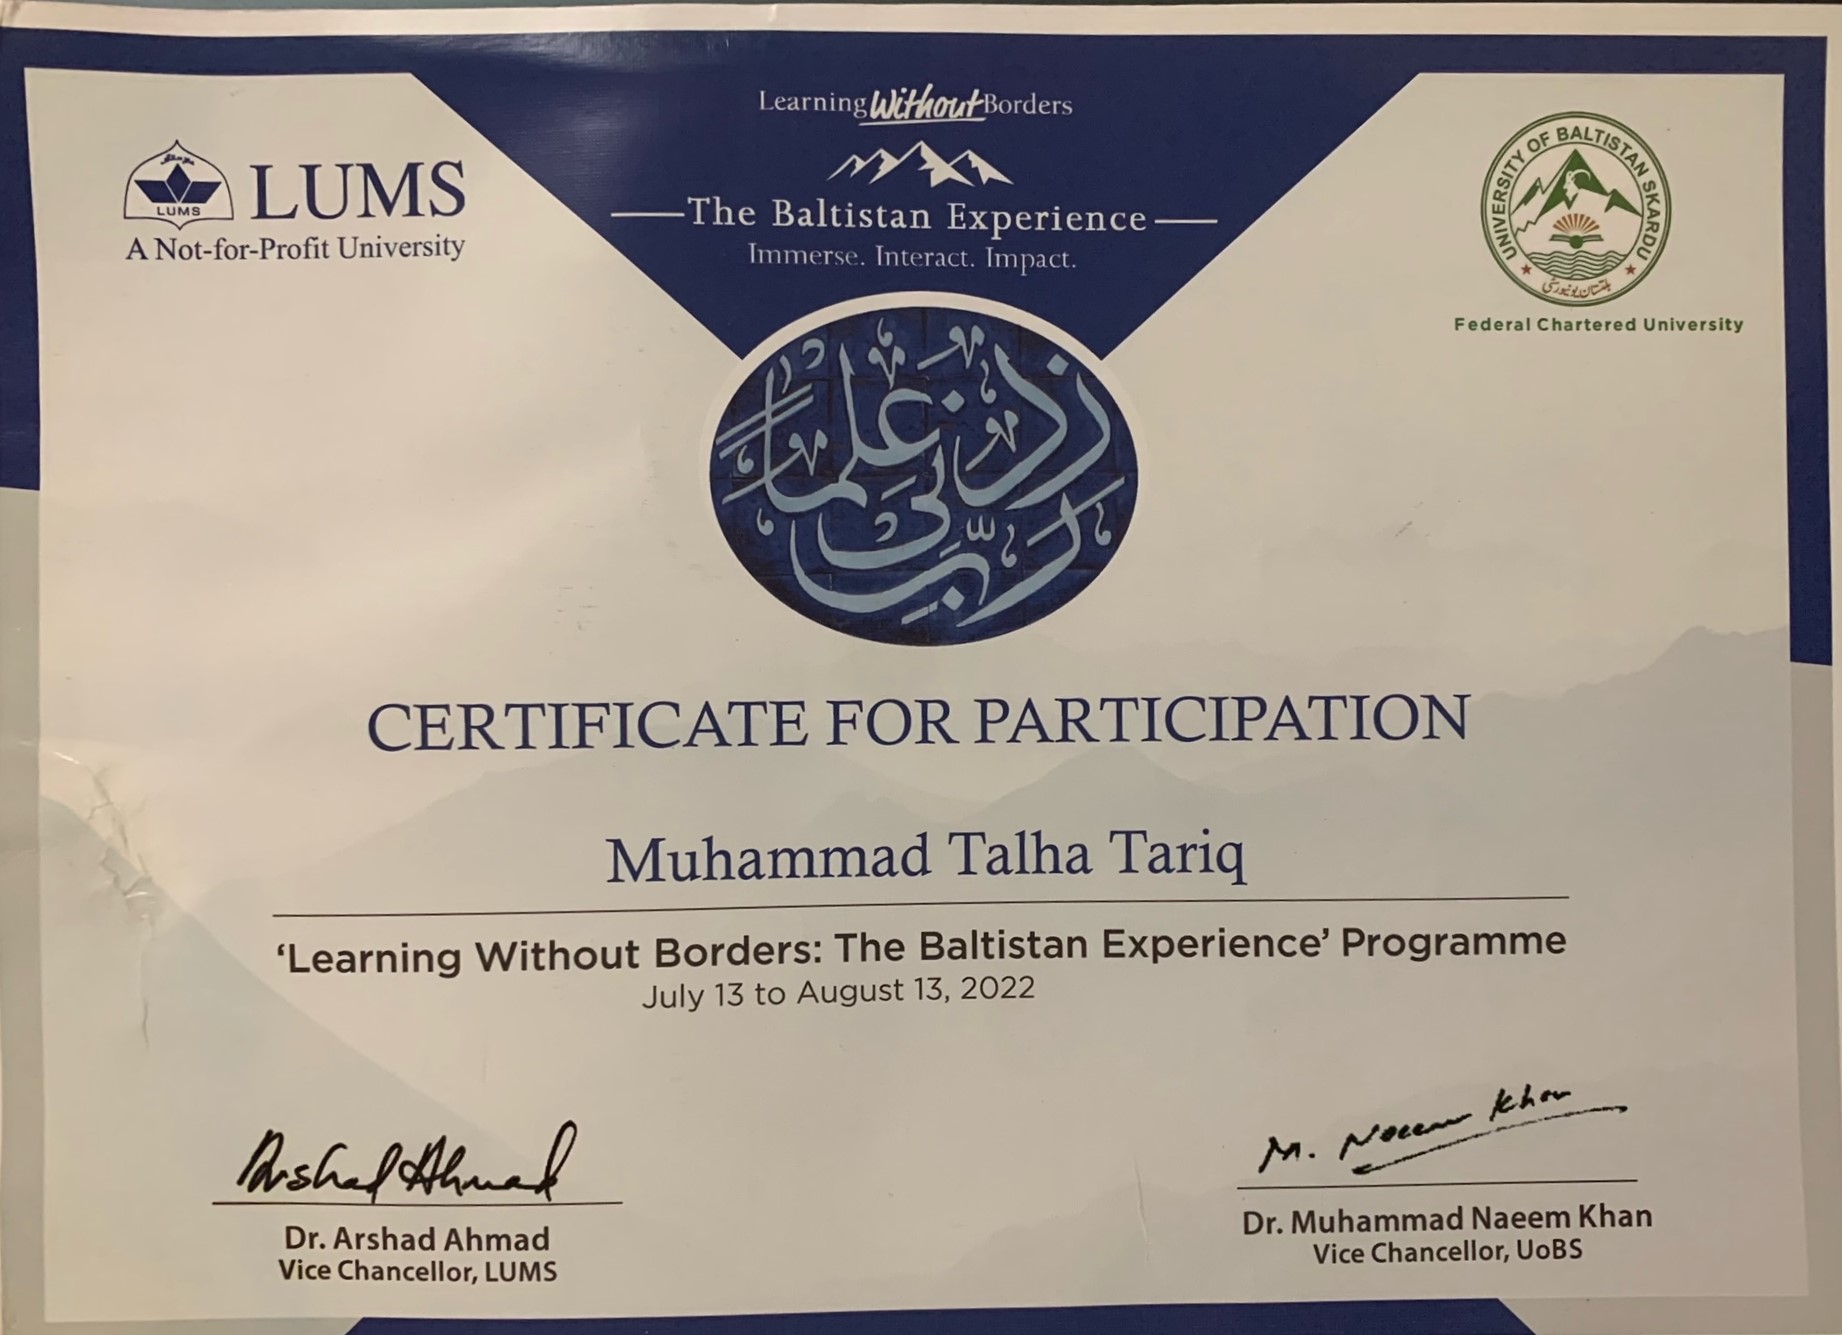 Learning Without Borders
The Baltistan Experience
Immerse. Interact. Impact.
LUMS
LUMS
A Not-for-Profit University
UNIVERSITY OF BALTISTAN SKARDU
بلتستان یونیورسٹی
Federal Chartered University
رَبِّ زِدْنِي عِلْمًا
CERTIFICATE FOR PARTICIPATION
Muhammad Talha Tariq
‘Learning Without Borders: The Baltistan Experience’ Programme
July 13 to August 13, 2022
Arshad Ahmad
Dr. Arshad Ahmad
Vice Chancellor, LUMS
M. Naeem Khan
Dr. Muhammad Naeem Khan
Vice Chancellor, UoBS